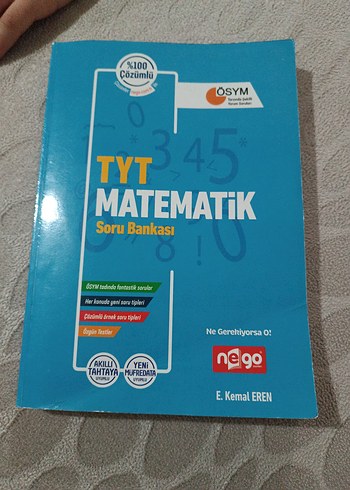 %100
Çözümlü
ÖSYM
TYT
MATEMATİK
Soru Bankası
ÖSYM tadında fantastik sorular
Her konuda yeni soru tipleri
Çözümlü örnek soru tipleri
Özgün Testler
Ne Gerekiyorsa O!
nego
AKILLI
TAHTAYA
UYUMLU
YENİ
MÜFREDATA
UYUMLU
E. Kemal EREN